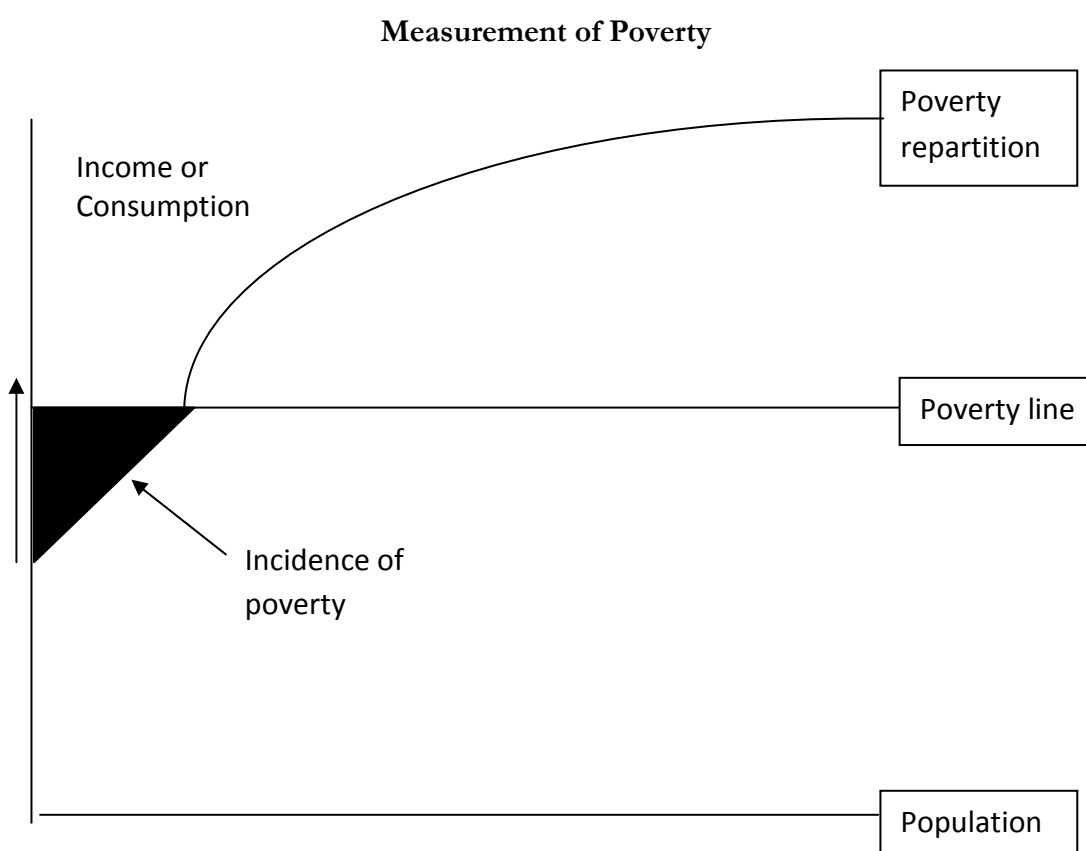 Measurement of Poverty
Poverty
repartition
Income or
Consumption
Poverty line
Incidence of
poverty
Population